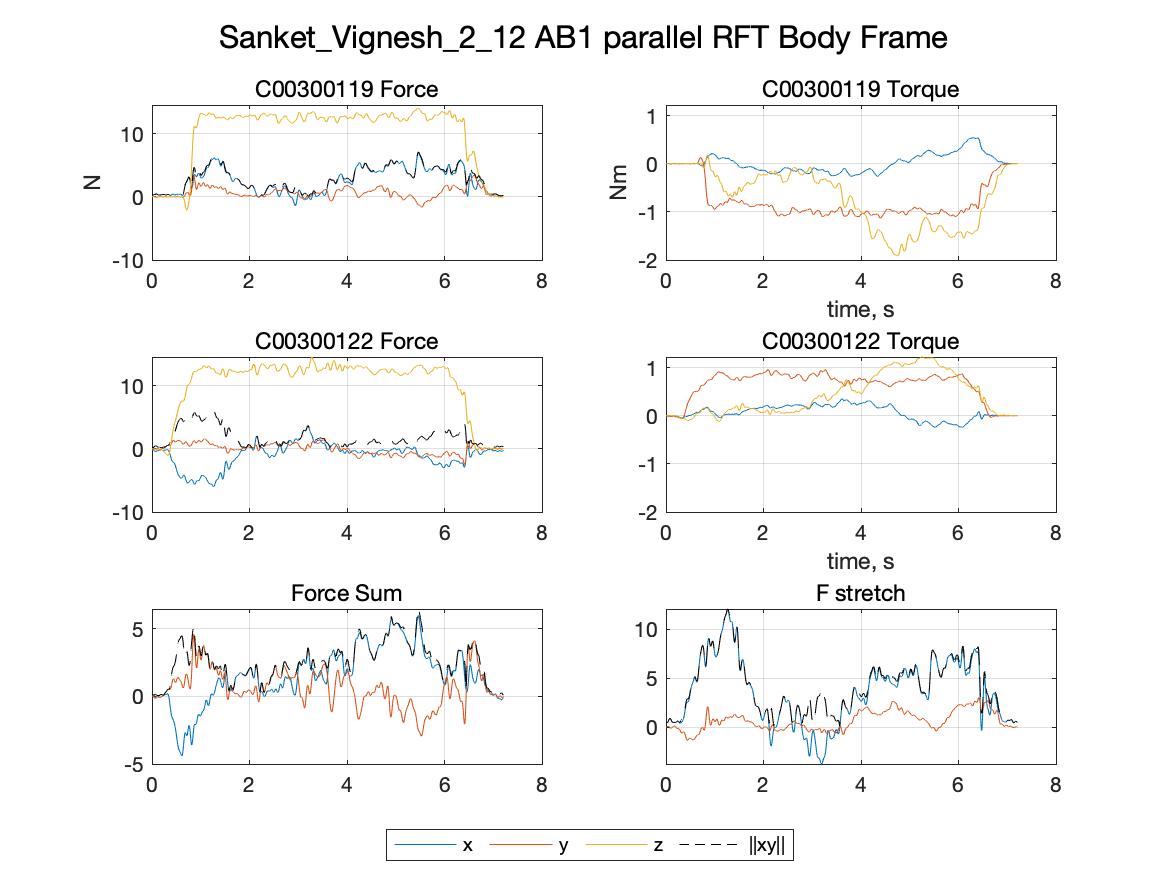 Sanket_Vignesh_2_12 AB1 parallel RFT Body Frame
C00300119 Force
10
0
-10
N
0 2 4 6 8
C00300119 Torque
1
0
-1
-2
Nm
0 2 4 6 8
time, s
C00300122 Force
10
0
-10
0 2 4 6 8
C00300122 Torque
1
0
-1
-2
0 2 4 6 8
time, s
Force Sum
5
0
-5
0 2 4 6 8
F stretch
10
5
0
0 2 4 6 8
x y z ||xy||